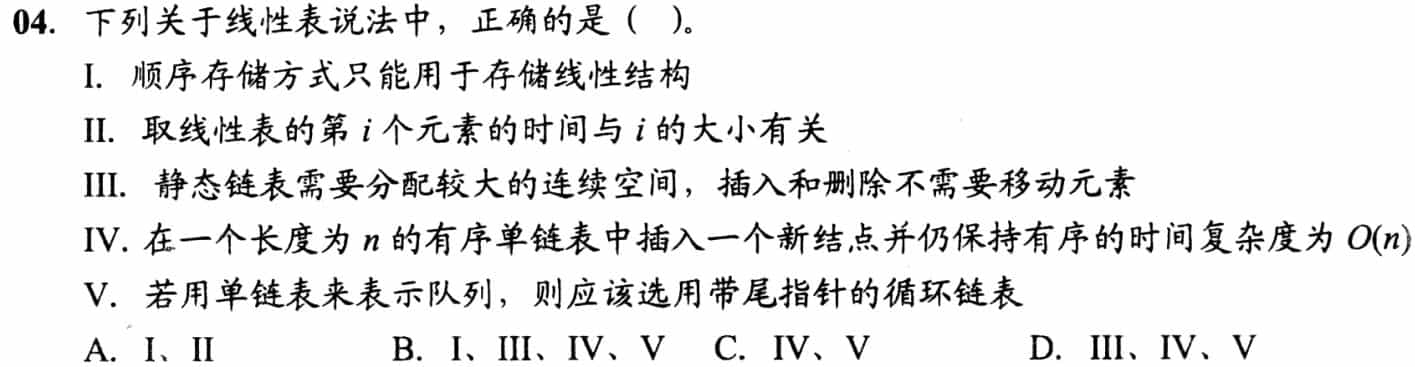 04. 下列关于线性表说法中，正确的是（ ）。
I. 顺序存储方式只能用于存储线性结构
II. 取线性表的第 i 个元素的时间与 i 的大小有关
III. 静态链表需要分配较大的连续空间，插入和删除不需要移动元素
IV. 在一个长度为 n 的有序单链表中插入一个新结点并仍保持有序的时间复杂度为 O(n)
V. 若用单链表来表示队列，则应该选用带尾指针的循环链表
A. I、II B. I、III、IV、V C. IV、V D. III、IV、V